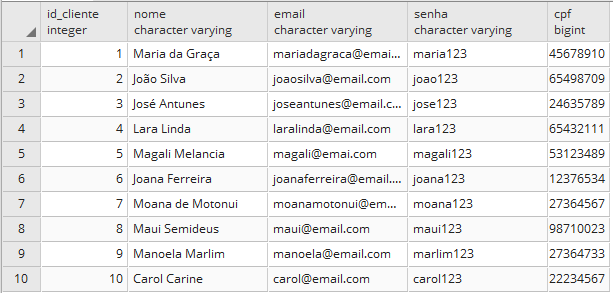 id_cliente nome email senha cpf
integer character varying character varying character varying bigint
1 1 Maria da Graça mariadagraca@emai... maria123 45678910
2 2 João Silva joaosilva@email.com joao123 65498709
3 3 José Antunes joseantunes@email.c... jose123 24635789
4 4 Lara Linda laralinda@email.com lara123 65432111
5 5 Magali Melancia magali@emai.com magali123 53123489
6 6 Joana Ferreira joanaferreira@email.... joana123 12376534
7 7 Moana de Motonui moanamotonui@em... moana123 27364567
8 8 Maui Semideus maui@email.com maui123 98710023
9 9 Manoela Marlim manoela@email.com marlim123 27364733
10 10 Carol Carine carol@email.com carol123 22234567